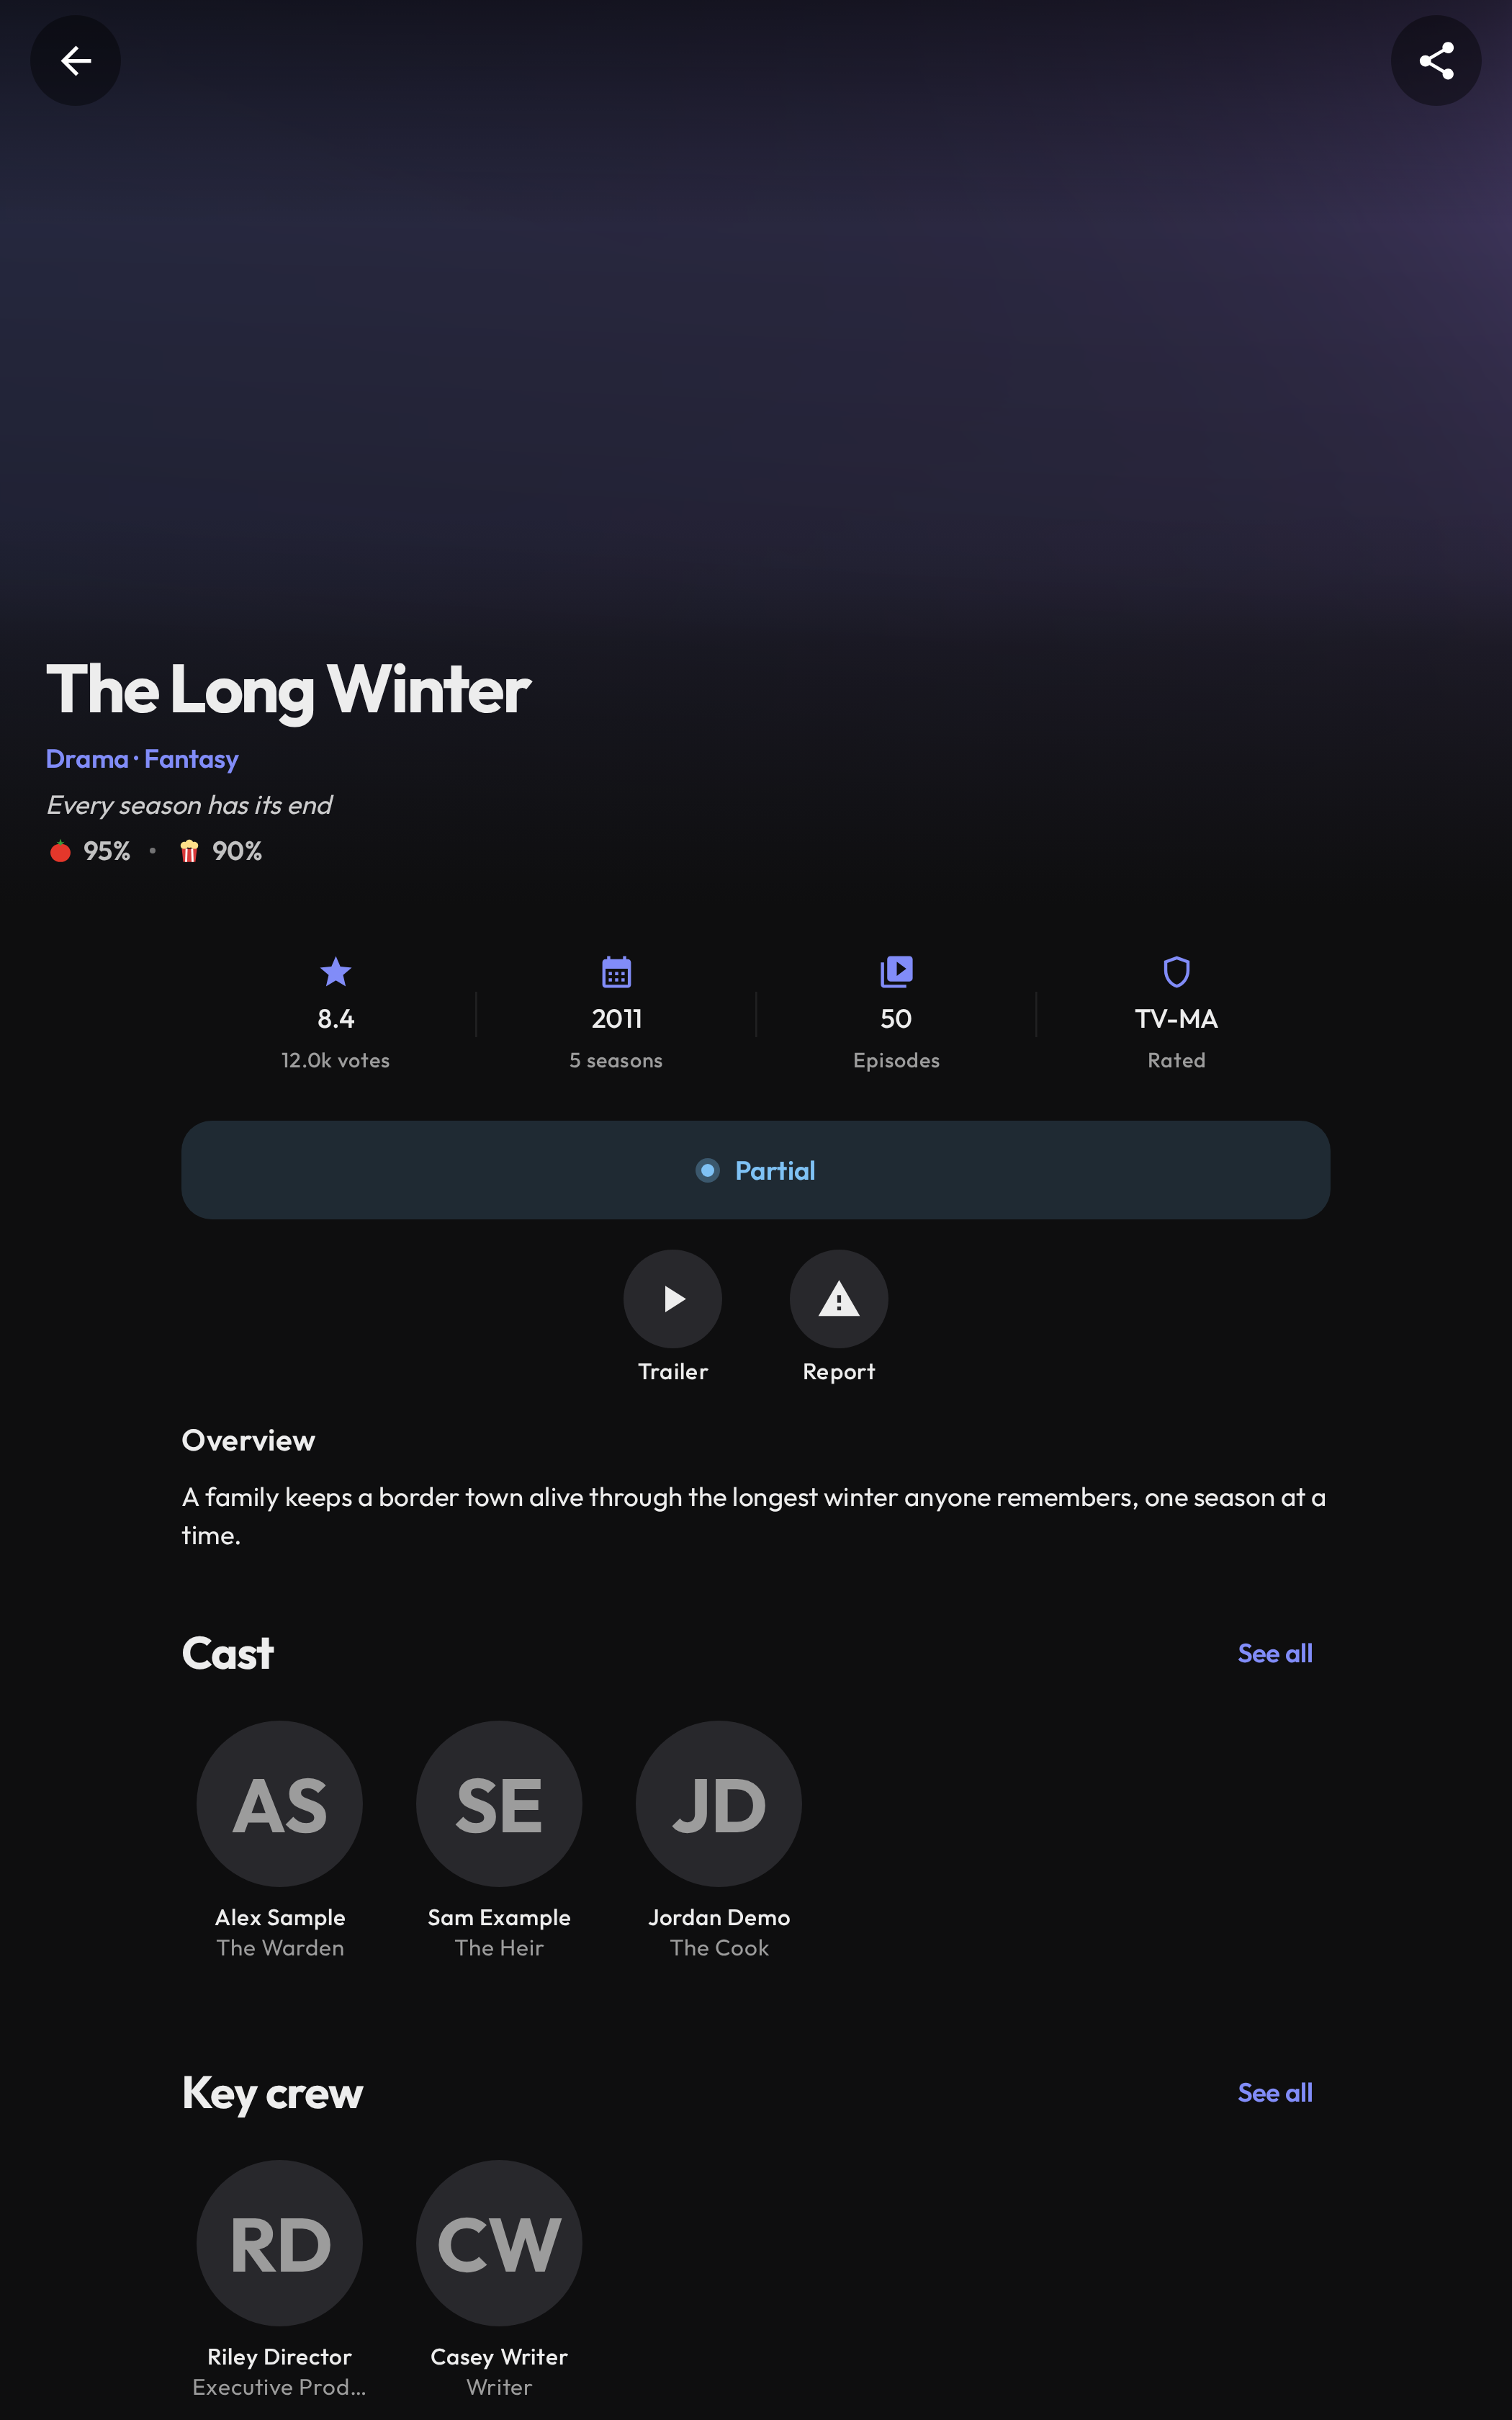 The Long Winter
Drama · Fantasy
Every season has its end
95% • 90%
8.4
12.0k votes
2011
5 seasons
50
Episodes
TV-MA
Rated
Partial
Trailer
Report
Overview
A family keeps a border town alive through the longest winter anyone remembers, one season at a
time.
Cast
See all
AS
Alex Sample
The Warden
SE
Sam Example
The Heir
JD
Jordan Demo
The Cook
Key crew
See all
RD
Riley Director
Executive Prod...
CW
Casey Writer
Writer